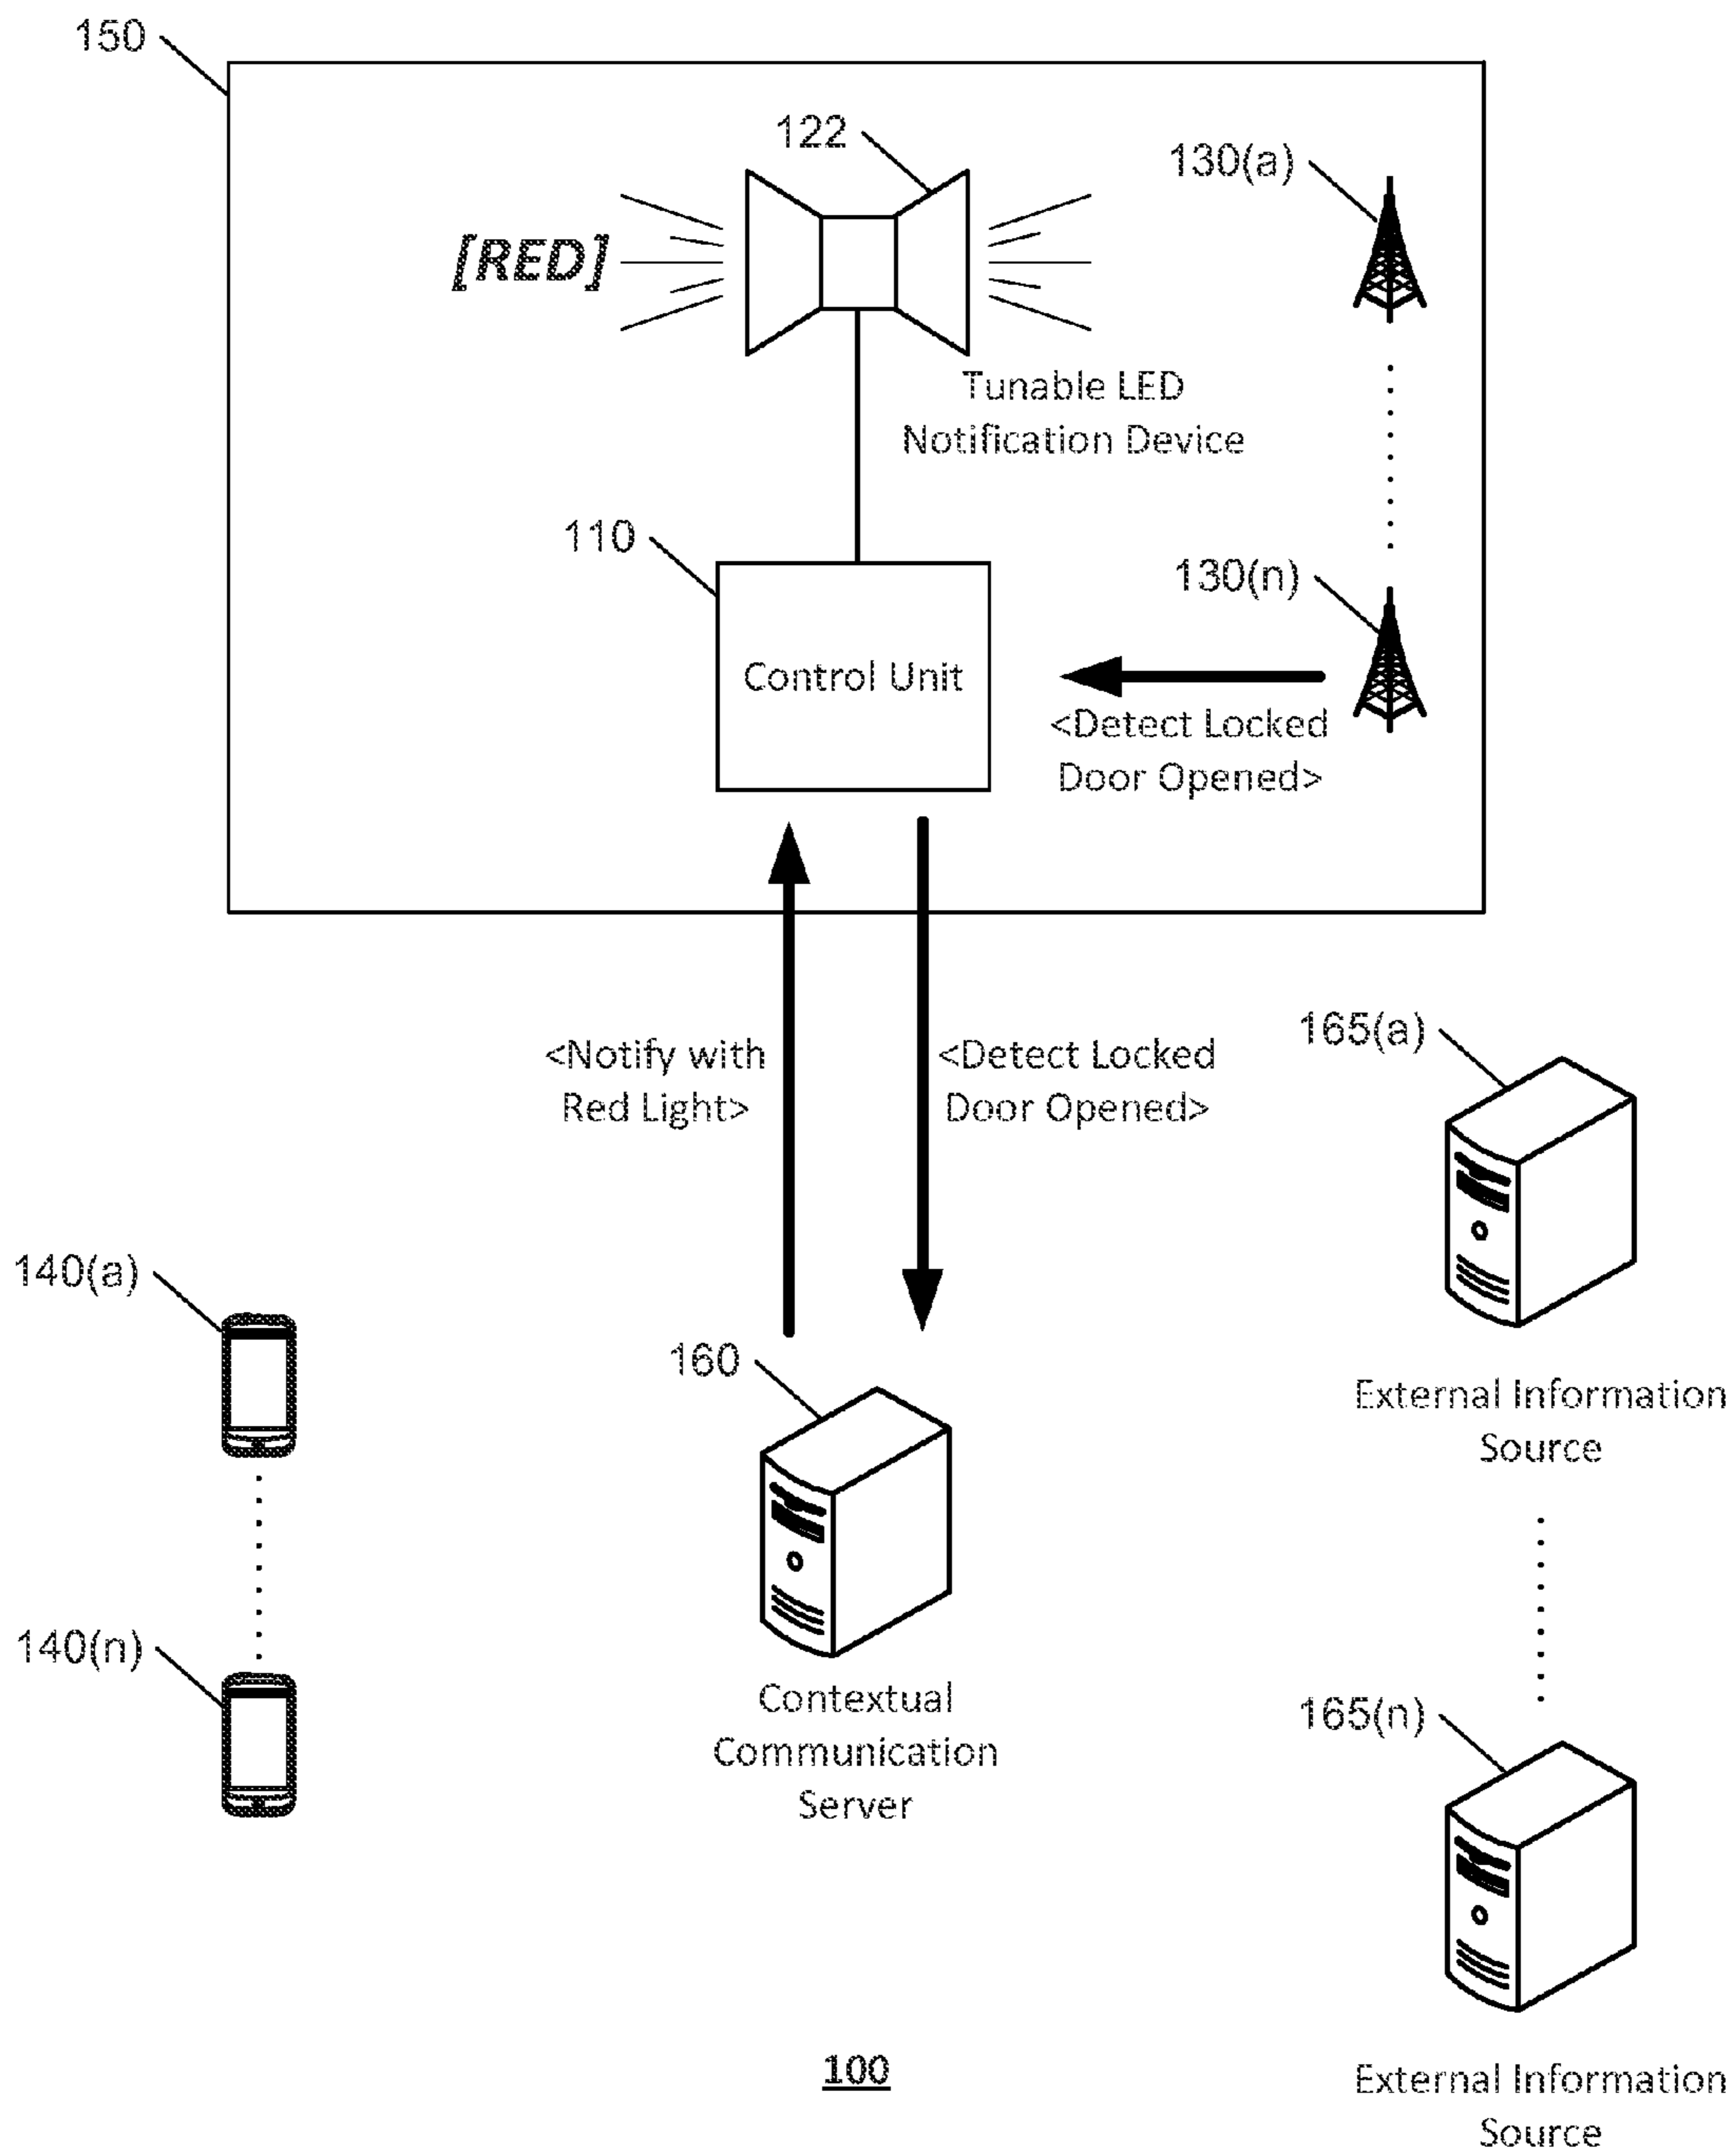 150
122
130(a)
[RED]
Tunable LED
Notification Device
110
130(n)
Control Unit
<Detect Locked
Door Opened>
<Notify with
Red Light>
<Detect Locked
Door Opened>
165(a)
140(a)
160
External Information
Source
140(n)
Contextual
Communication
Server
165(n)
100
External Information
Source